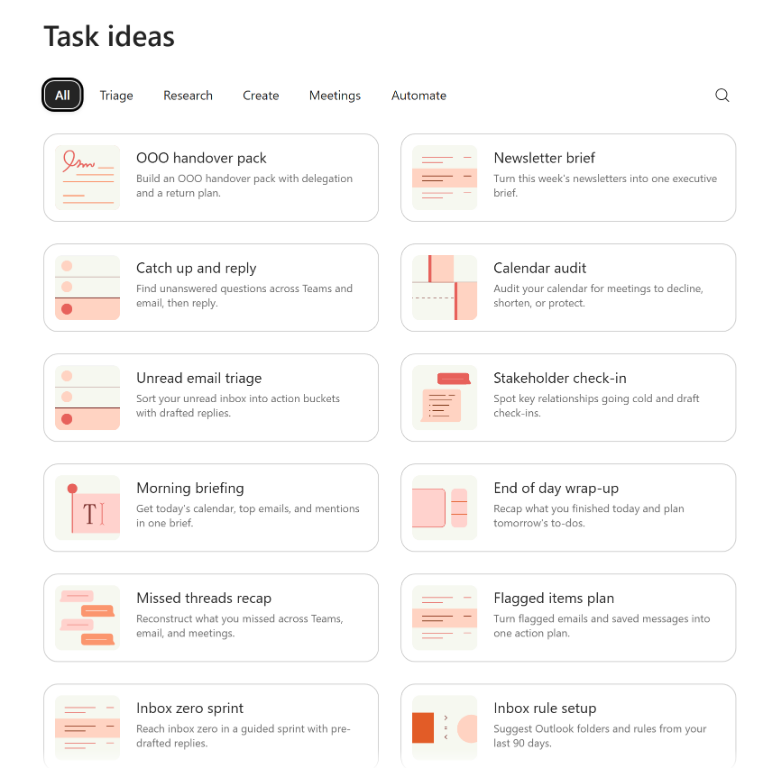 Task ideas
All
Triage
Research
Create
Meetings
Automate
OOO handover pack
Build an OOO handover pack with delegation
and a return plan.
Newsletter brief
Turn this week's newsletters into one executive
brief.
Catch up and reply
Find unanswered questions across Teams and
email, then reply.
Calendar audit
Audit your calendar for meetings to decline,
shorten, or protect.
Unread email triage
Sort your unread inbox into action buckets
with drafted replies.
Stakeholder check-in
Spot key relationships going cold and draft
check-ins.
TI
Morning briefing
Get today's calendar, top emails, and mentions
in one brief.
End of day wrap-up
Recap what you finished today and plan
tomorrow's to-dos.
Missed threads recap
Reconstruct what you missed across Teams,
email, and meetings.
Flagged items plan
Turn flagged emails and saved messages into
one action plan.
Inbox zero sprint
Reach inbox zero in a guided sprint with pre-
drafted replies.
Inbox rule setup
Suggest Outlook folders and rules from your
last 90 days.